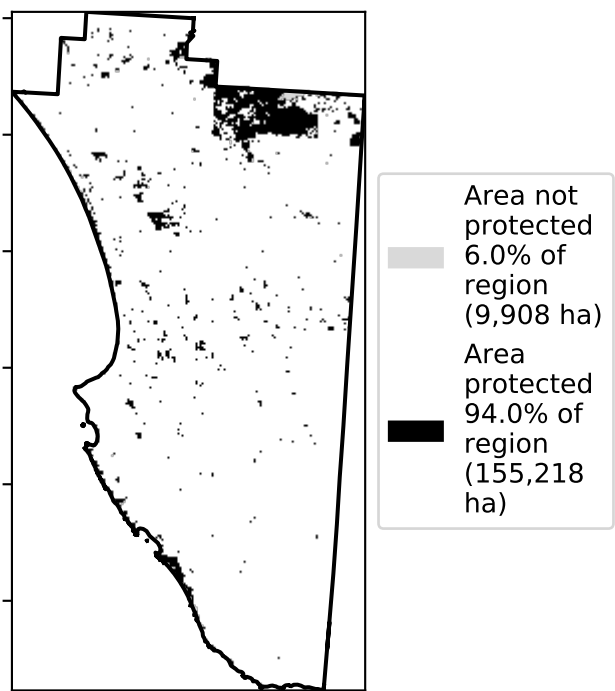 Area not
protected
6.0% of
region
(9,908 ha)
Area
protected
94.0% of
region
(155,218
ha)